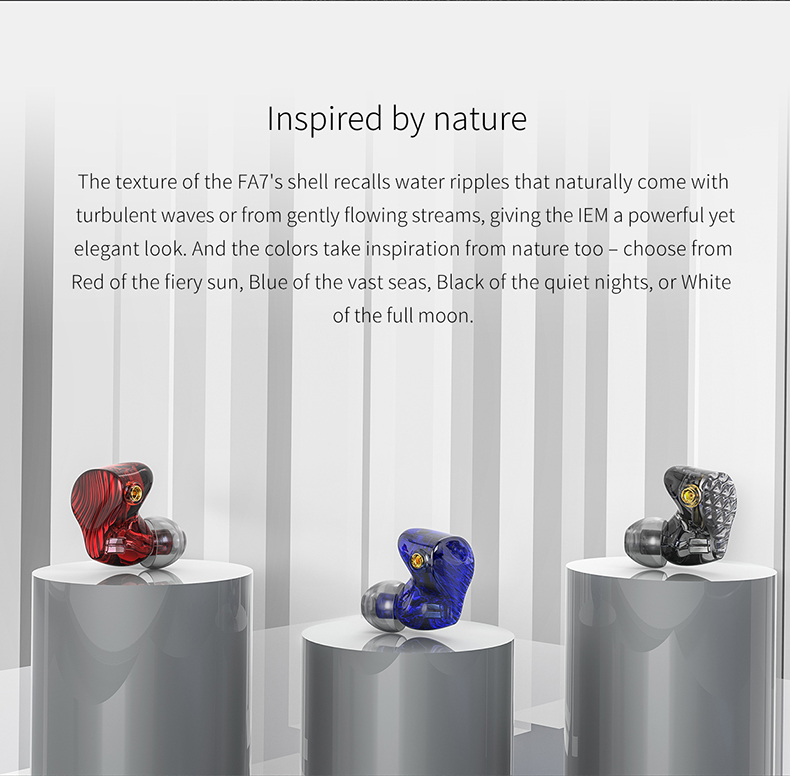 Inspired by nature
The texture of the FA7's shell recalls water ripples that naturally come with
turbulent waves or from gently flowing streams, giving the IEM a powerful yet
elegant look. And the colors take inspiration from nature too – choose from
Red of the fiery sun, Blue of the vast seas, Black of the quiet nights, or White
of the full moon.